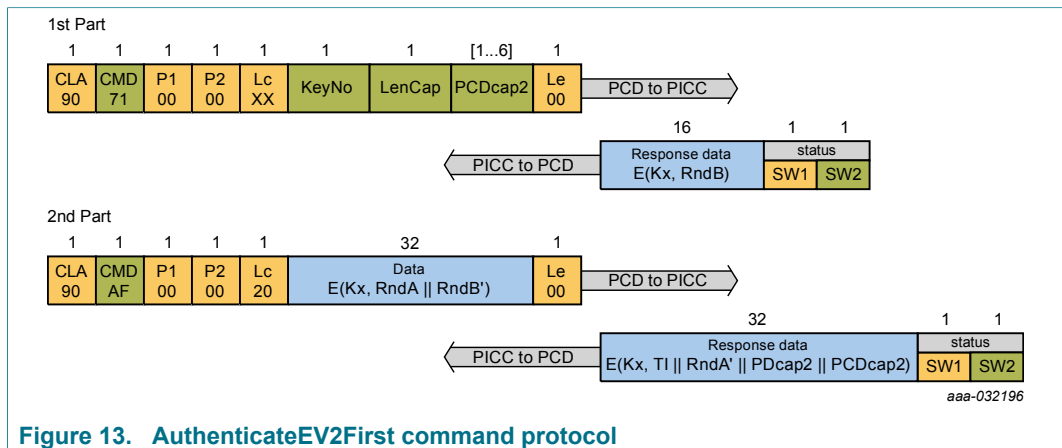 1st Part
1 1 1 1 1 1 1 [1...6] 1
CLA CMD P1 P2 Lc KeyNo LenCap PCDcap2 Le
90 71 00 00 XX 00
PCD to PICC
16 1 1
Response data status
E(Kx, RndB) SW1 SW2
PICC to PCD
2nd Part
1 1 1 1 1 32 1
CLA CMD P1 P2 Lc Data Le
90 AF 00 00 20 E(Kx, RndA || RndB') 00
PCD to PICC
32 1 1
Response data status
E(Kx, TI || RndA' || PDcap2 || PCDcap2) SW1 SW2
PICC to PCD
aaa-032196
Figure 13. AuthenticateEV2First command protocol